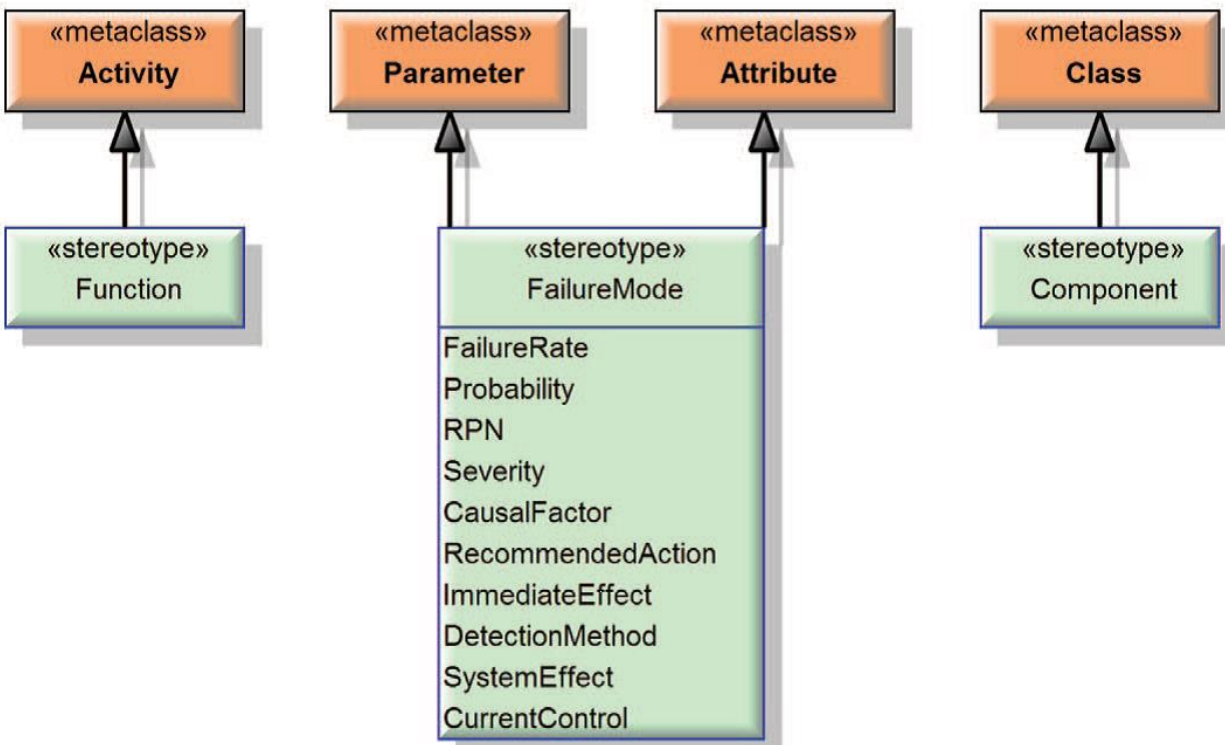 «metaclass»
Activity
«metaclass»
Parameter
«metaclass»
Attribute
«metaclass»
Class
«stereotype»
Function
«stereotype»
FailureMode
FailureRate
Probability
RPN
Severity
CausalFactor
RecommendedAction
ImmediateEffect
DetectionMethod
SystemEffect
CurrentControl
«stereotype»
Component